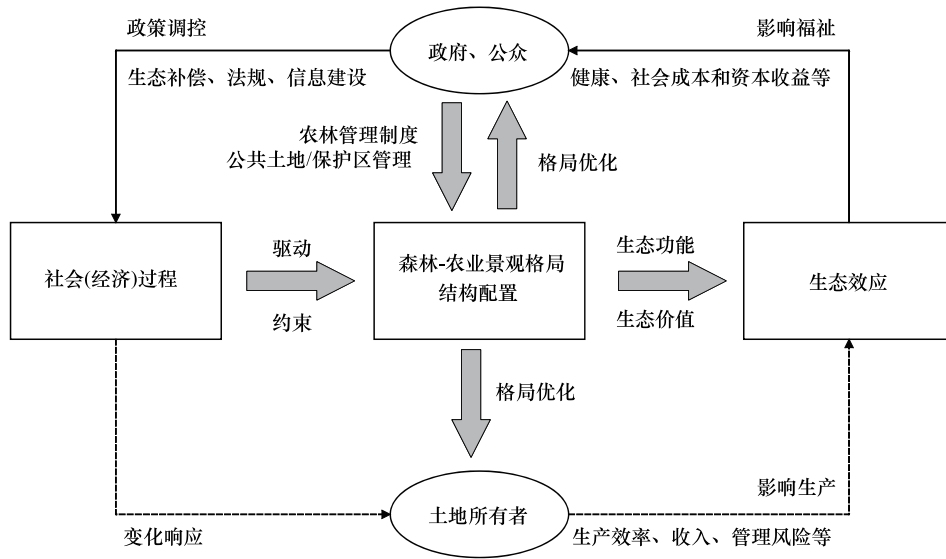 政策调控
政府、公众
影响福祉
生态补偿、法规、信息建设
健康、社会成本和资本收益等
农林管理制度
公共土地/保护区管理
格局优化
社会(经济)过程
驱动
约束
森林-农业景观格局
结构配置
生态功能
生态价值
生态效应
格局优化
影响生产
土地所有者
变化响应
生产效率、收入、管理风险等